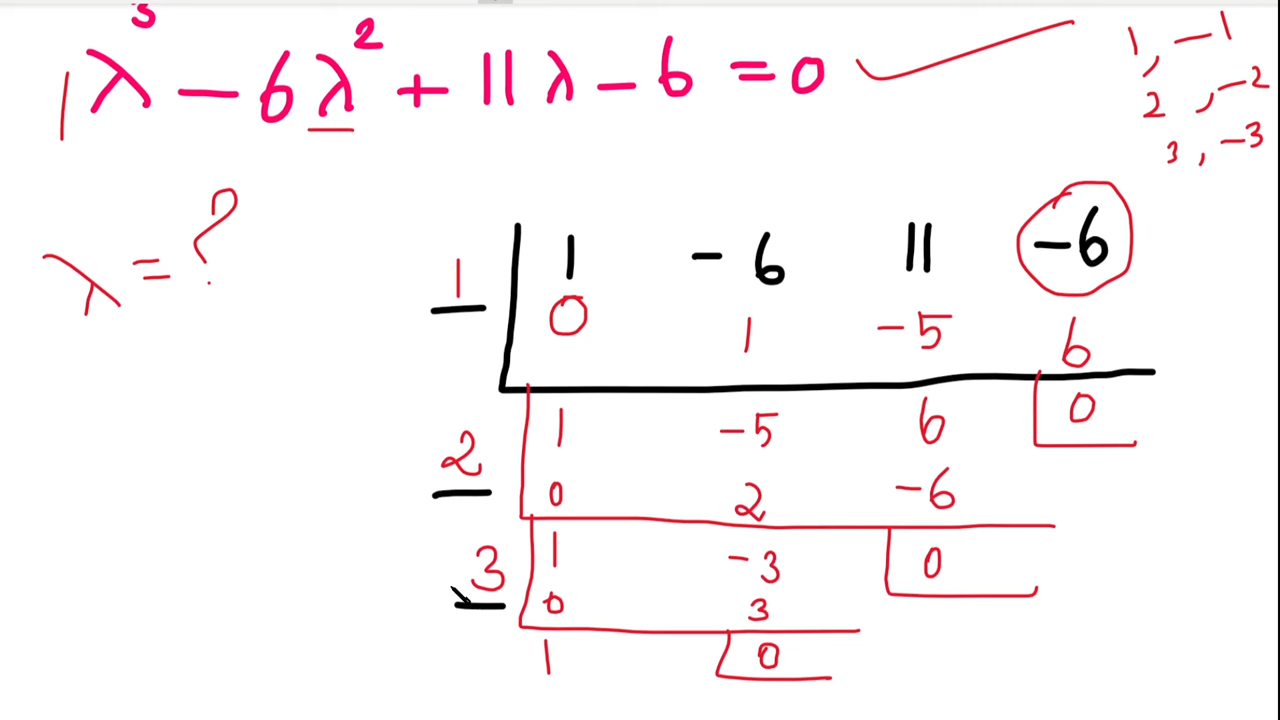 1λ³ − 6λ² + 11λ − 6 = 0
1, −1
2, −2
3, −3
λ = ?
1 | 1 −6 11 −6
0 1 −5 6
2 | 1 −5 6 | 0
0 2 −6
3 | 1 −3 | 0
0 3
1 | 0